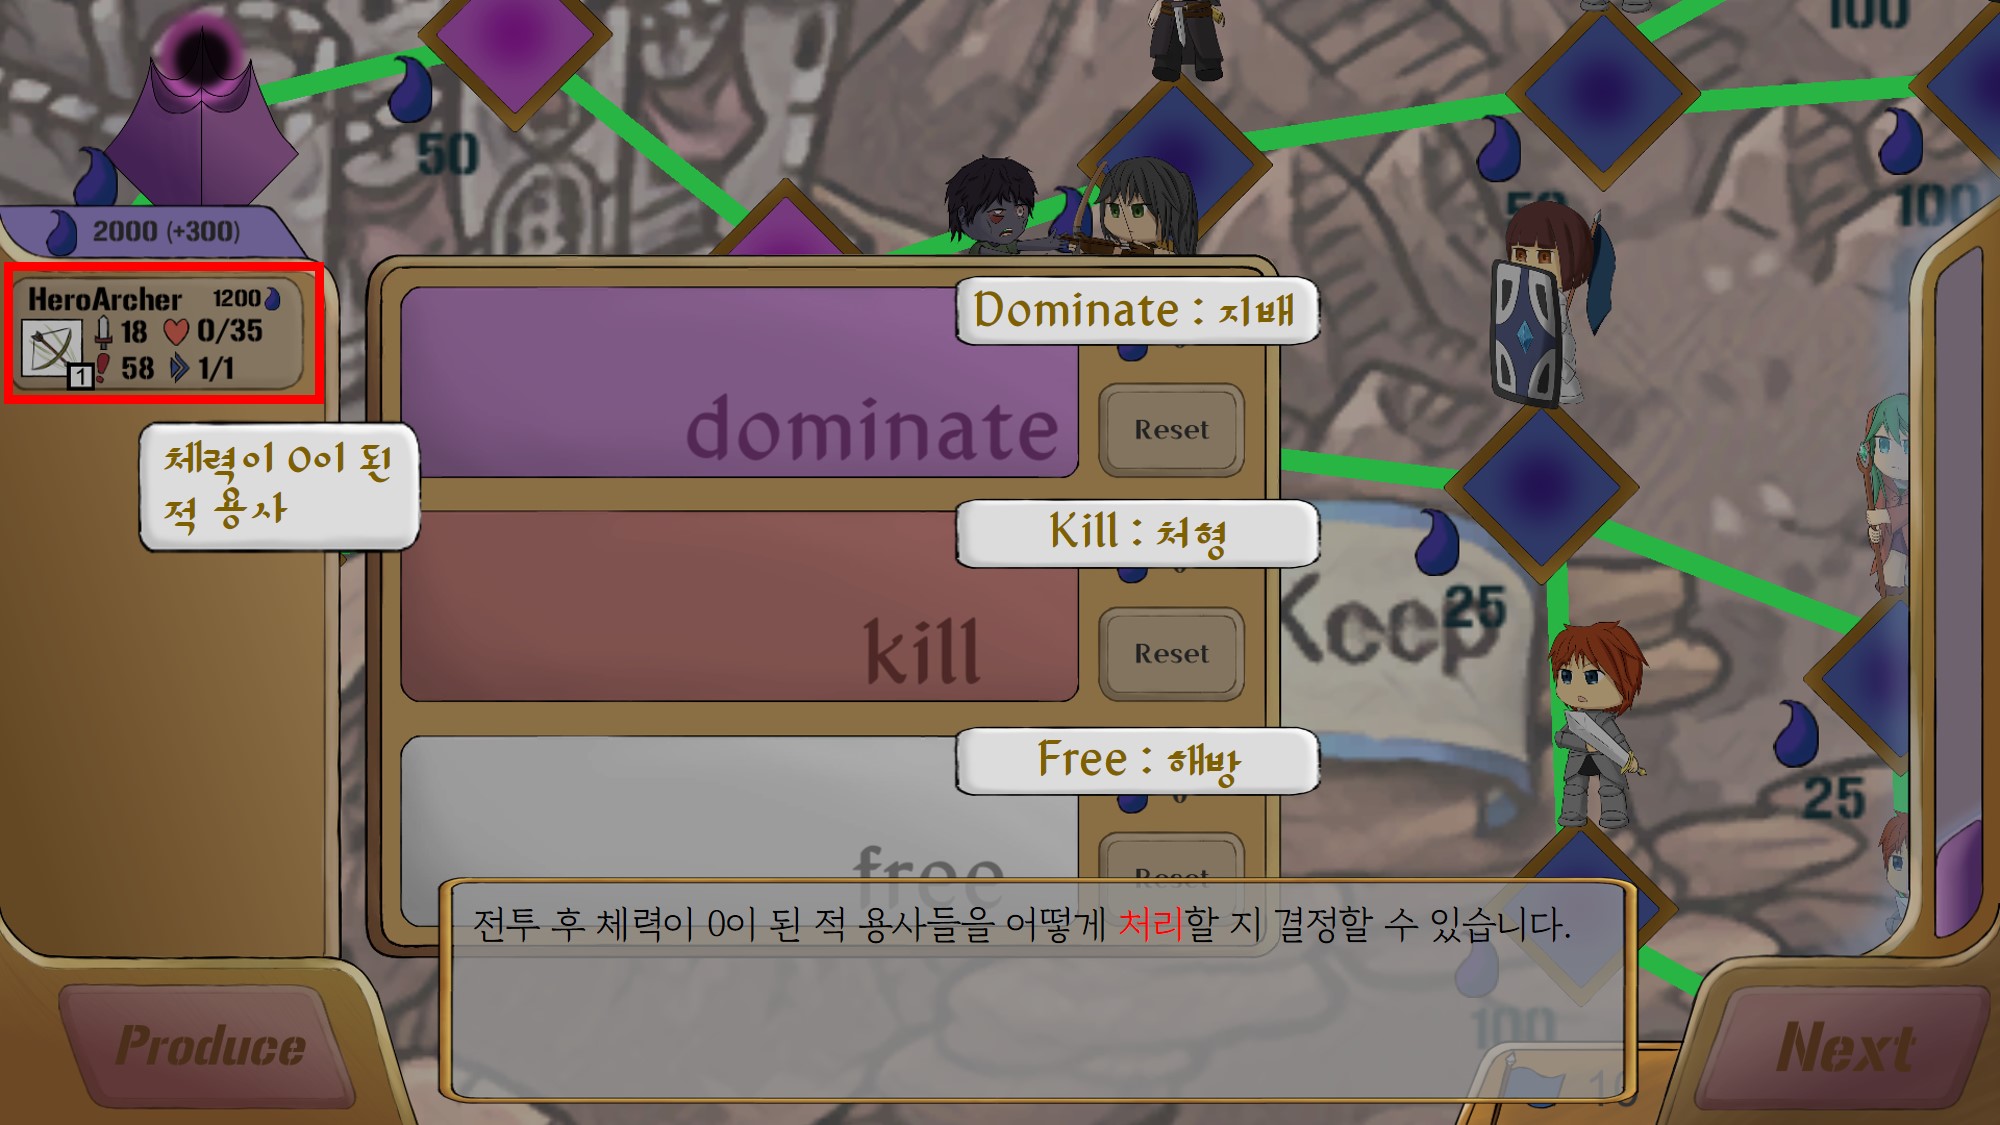 100
50
50
100
2000 (+300)
HeroArcher 1200
18 0/35
58 1/1
1
체력이 0이 된
적 용사
Dominate : 지배
dominate
Reset
Kill : 처형
kill
Reset
Free : 해방
free
Reset
Keep
25
25
전투 후 체력이 0이 된 적 용사들을 어떻게 처리할 지 결정할 수 있습니다.
100
Produce
Next